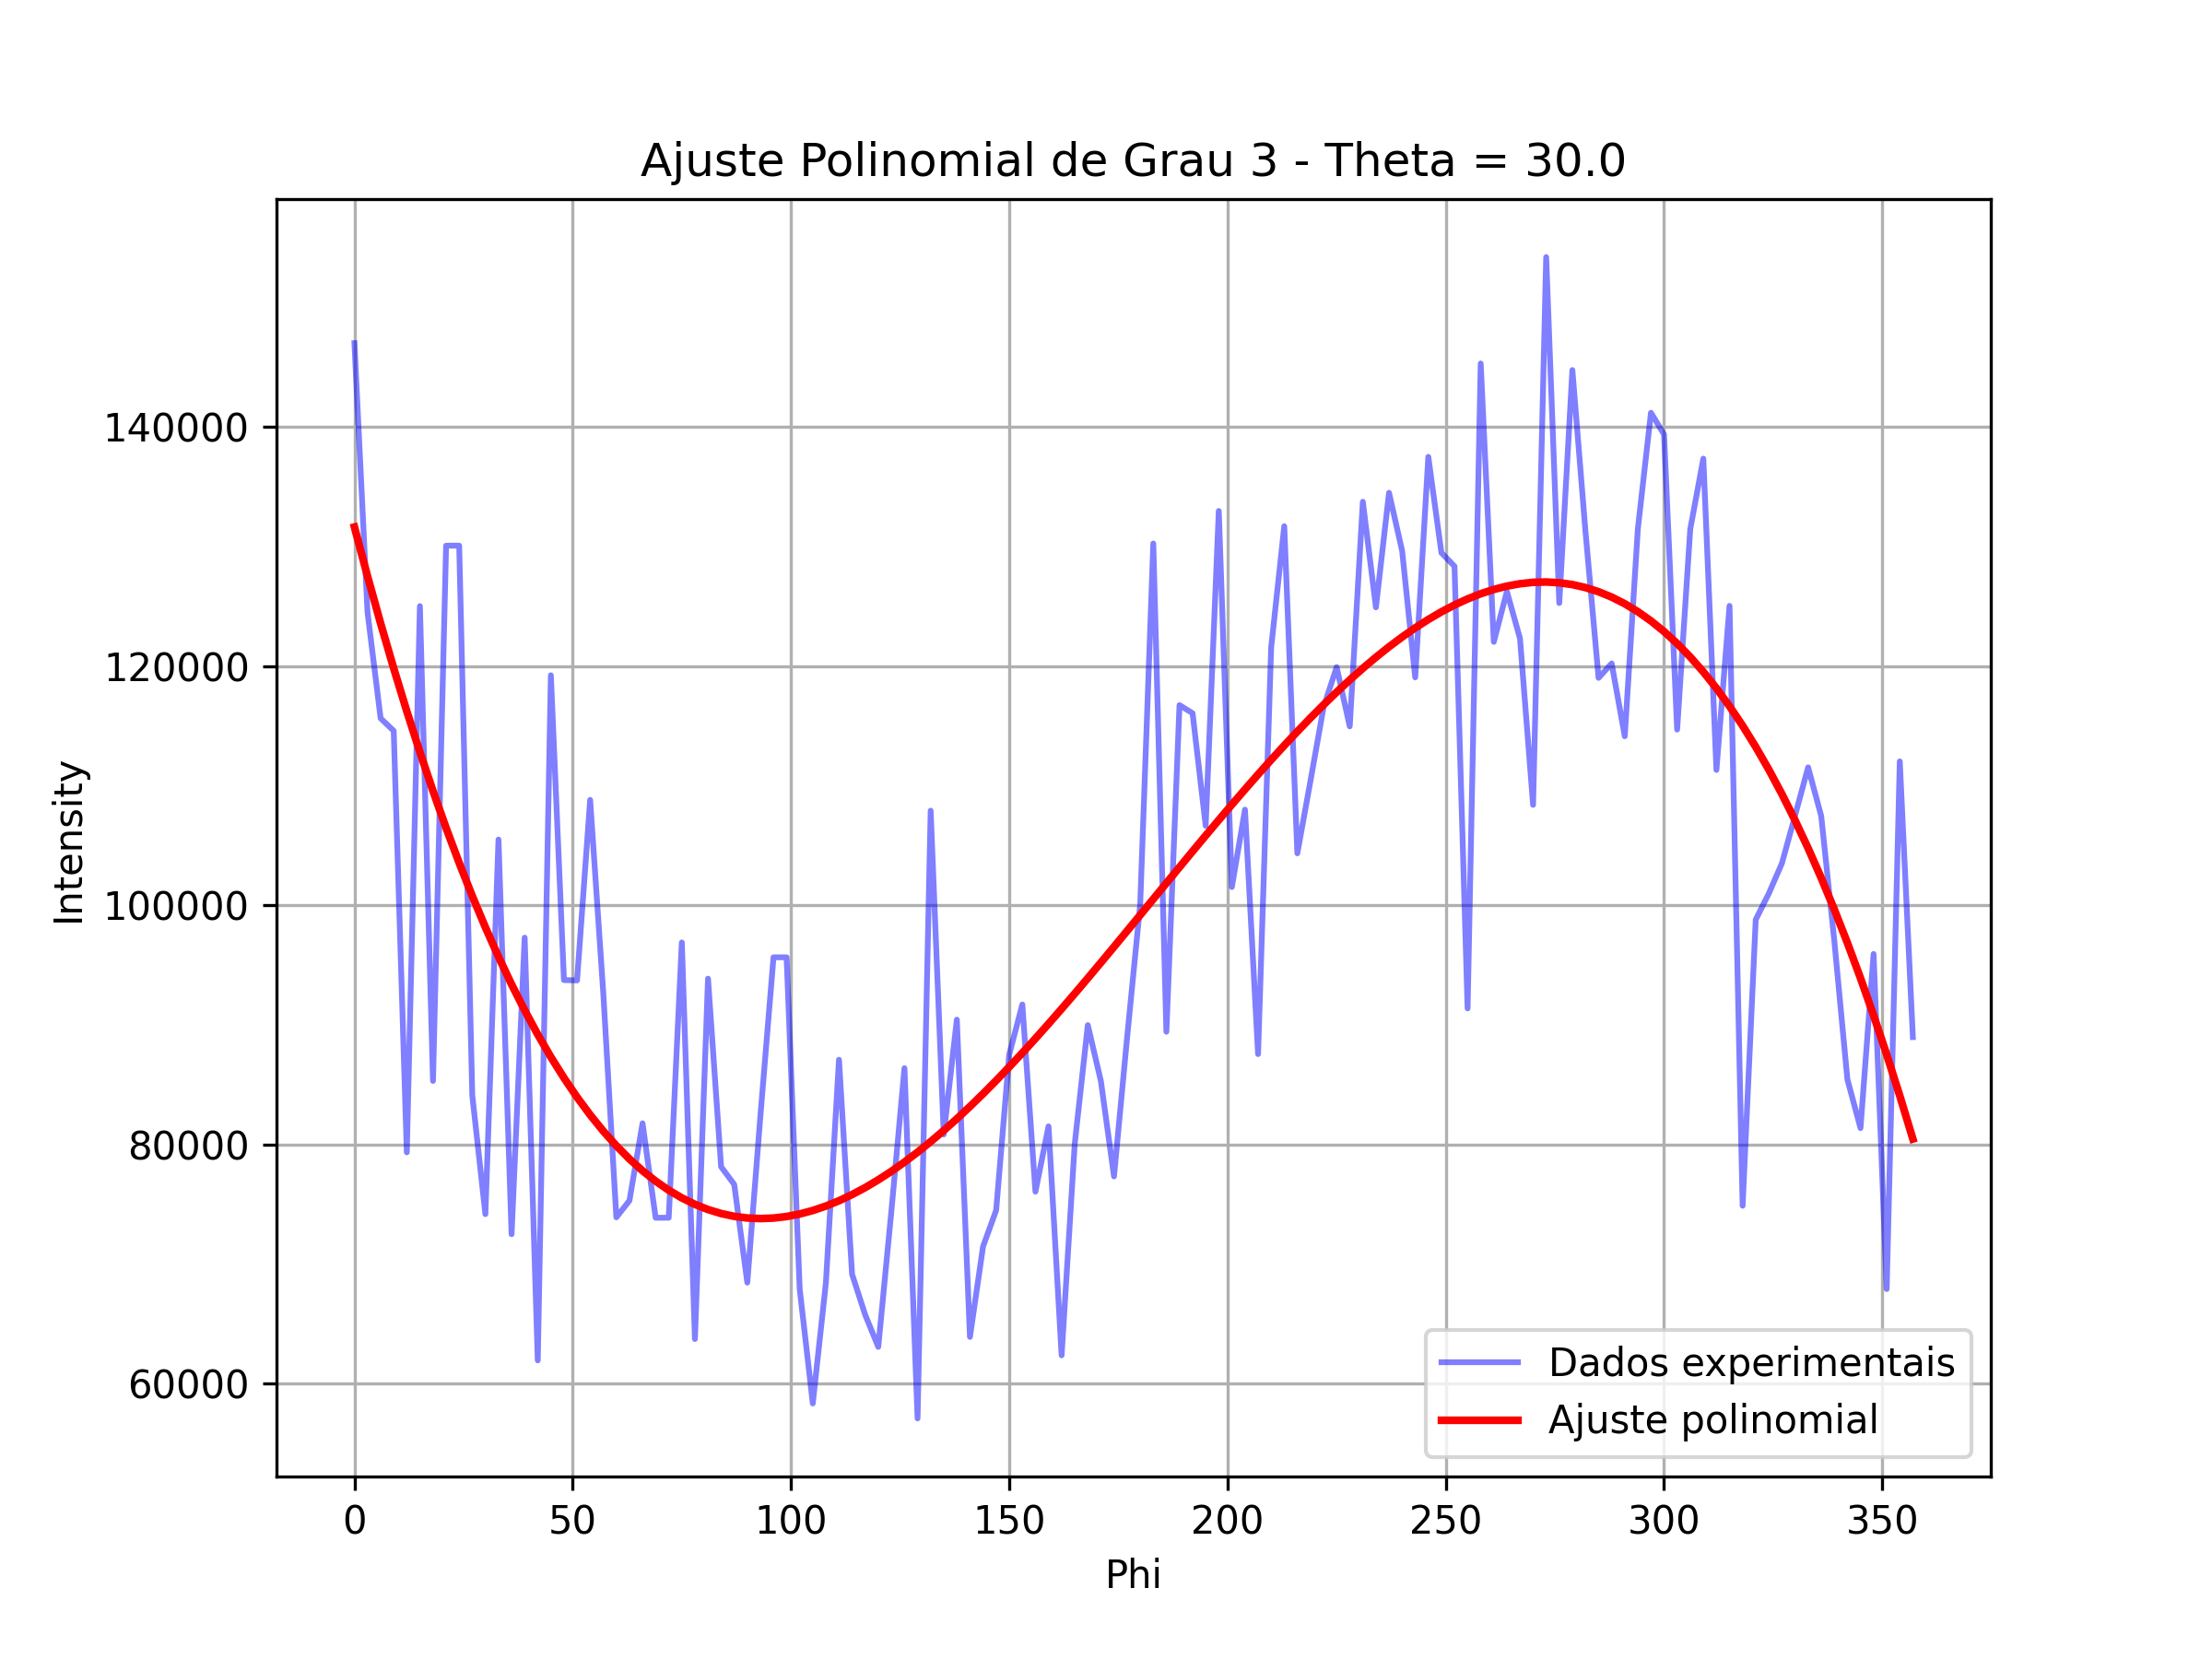 Ajuste Polinomial de Grau 3 - Theta = 30.0
Intensity
140000
120000
100000
80000
60000
Dados experimentais
Ajuste polinomial
0 50 100 150 200 250 300 350
Phi